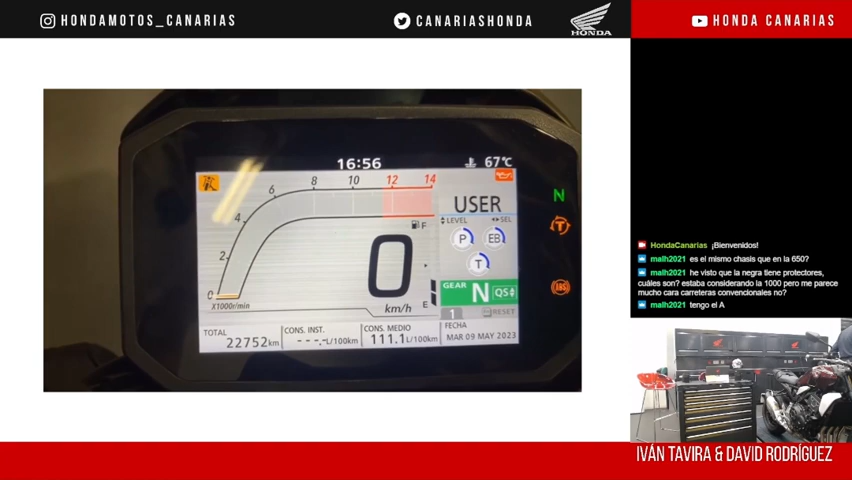 HONDAMOTOS_CANARIAS
CANARIASHONDA
HONDA
HONDA CANARIAS
16:56
67℃
2
4
6
8
10
12
14
0
X1000r/min
F
E
0
km/h
USER
LEVEL
SEL
P
EB
T
GEAR
N
QS
1
RESET
TOTAL
22752km
CONS. INST.
---.-L/100km
CONS. MEDIO
111.1L/100km
FECHA
MAR 09 MAY 2023
N
T
ABS
HondaCanarias ¡Bienvenidos!
malh2021 es el mismo chasis que en la 650?
malh2021 he visto que la negra tiene protectores,
cuáles son? estaba considerando la 1000 pero me parece
mucho cara carreteras convencionales no?
malh2021 tengo el A
IVÁN TAVIRA & DAVID RODRÍGUEZ